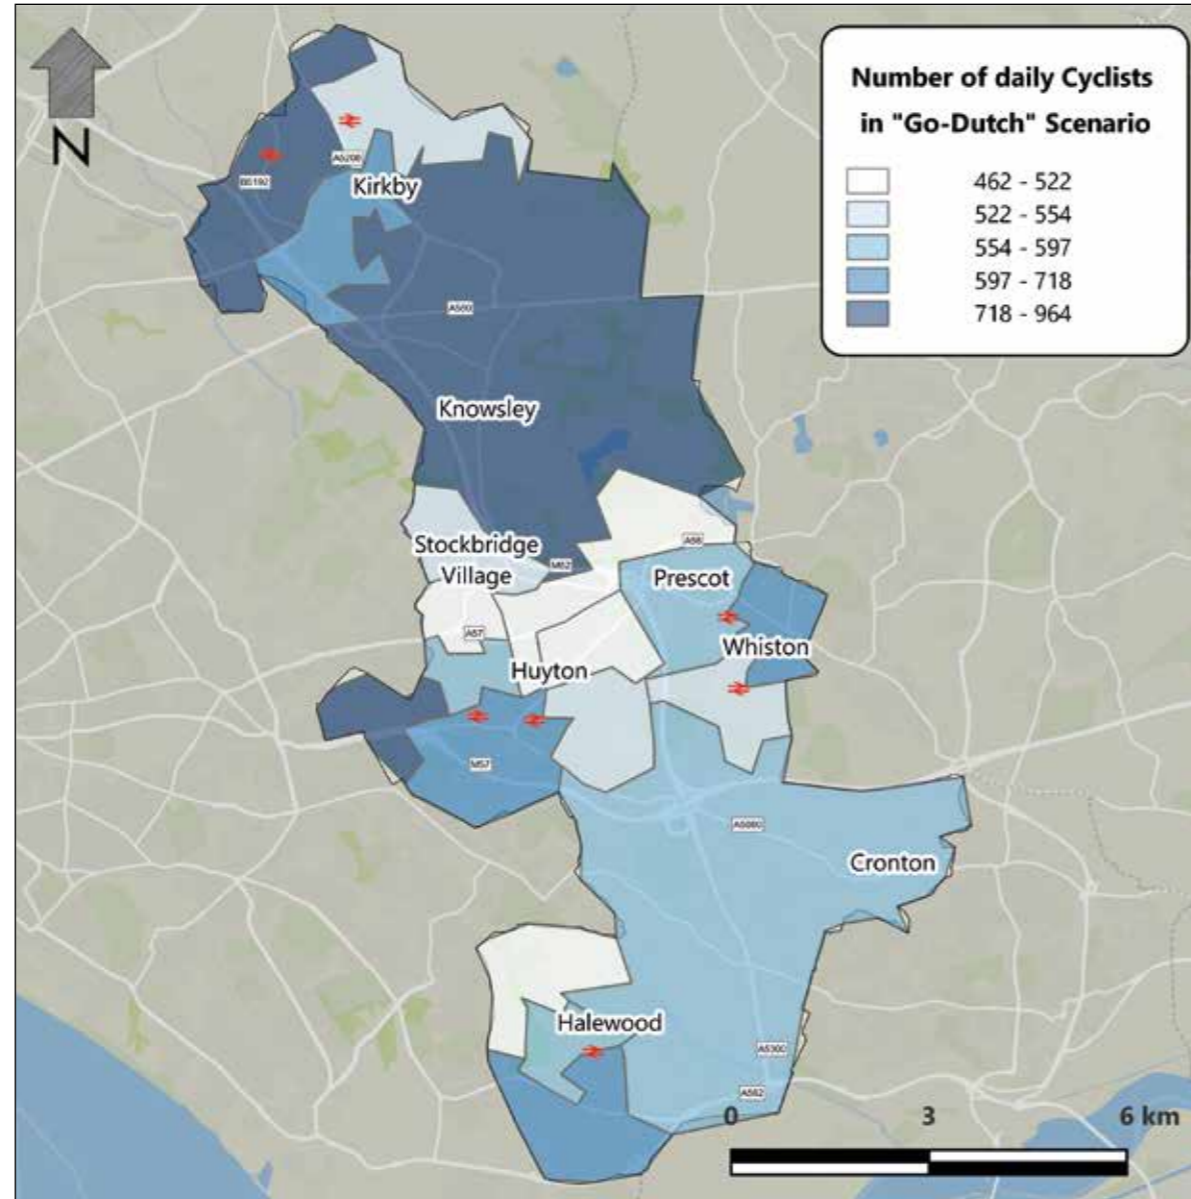 N
Number of daily Cyclists
in "Go-Dutch" Scenario
462 - 522
522 - 554
554 - 597
597 - 718
718 - 964
A5208
B5192
Kirkby
A580
Knowsley
Stockbridge
Village
M62
A58
Prescot
A57
Whiston
Huyton
M57
A5080
Cronton
Halewood
A5300
A562
0 3 6 km